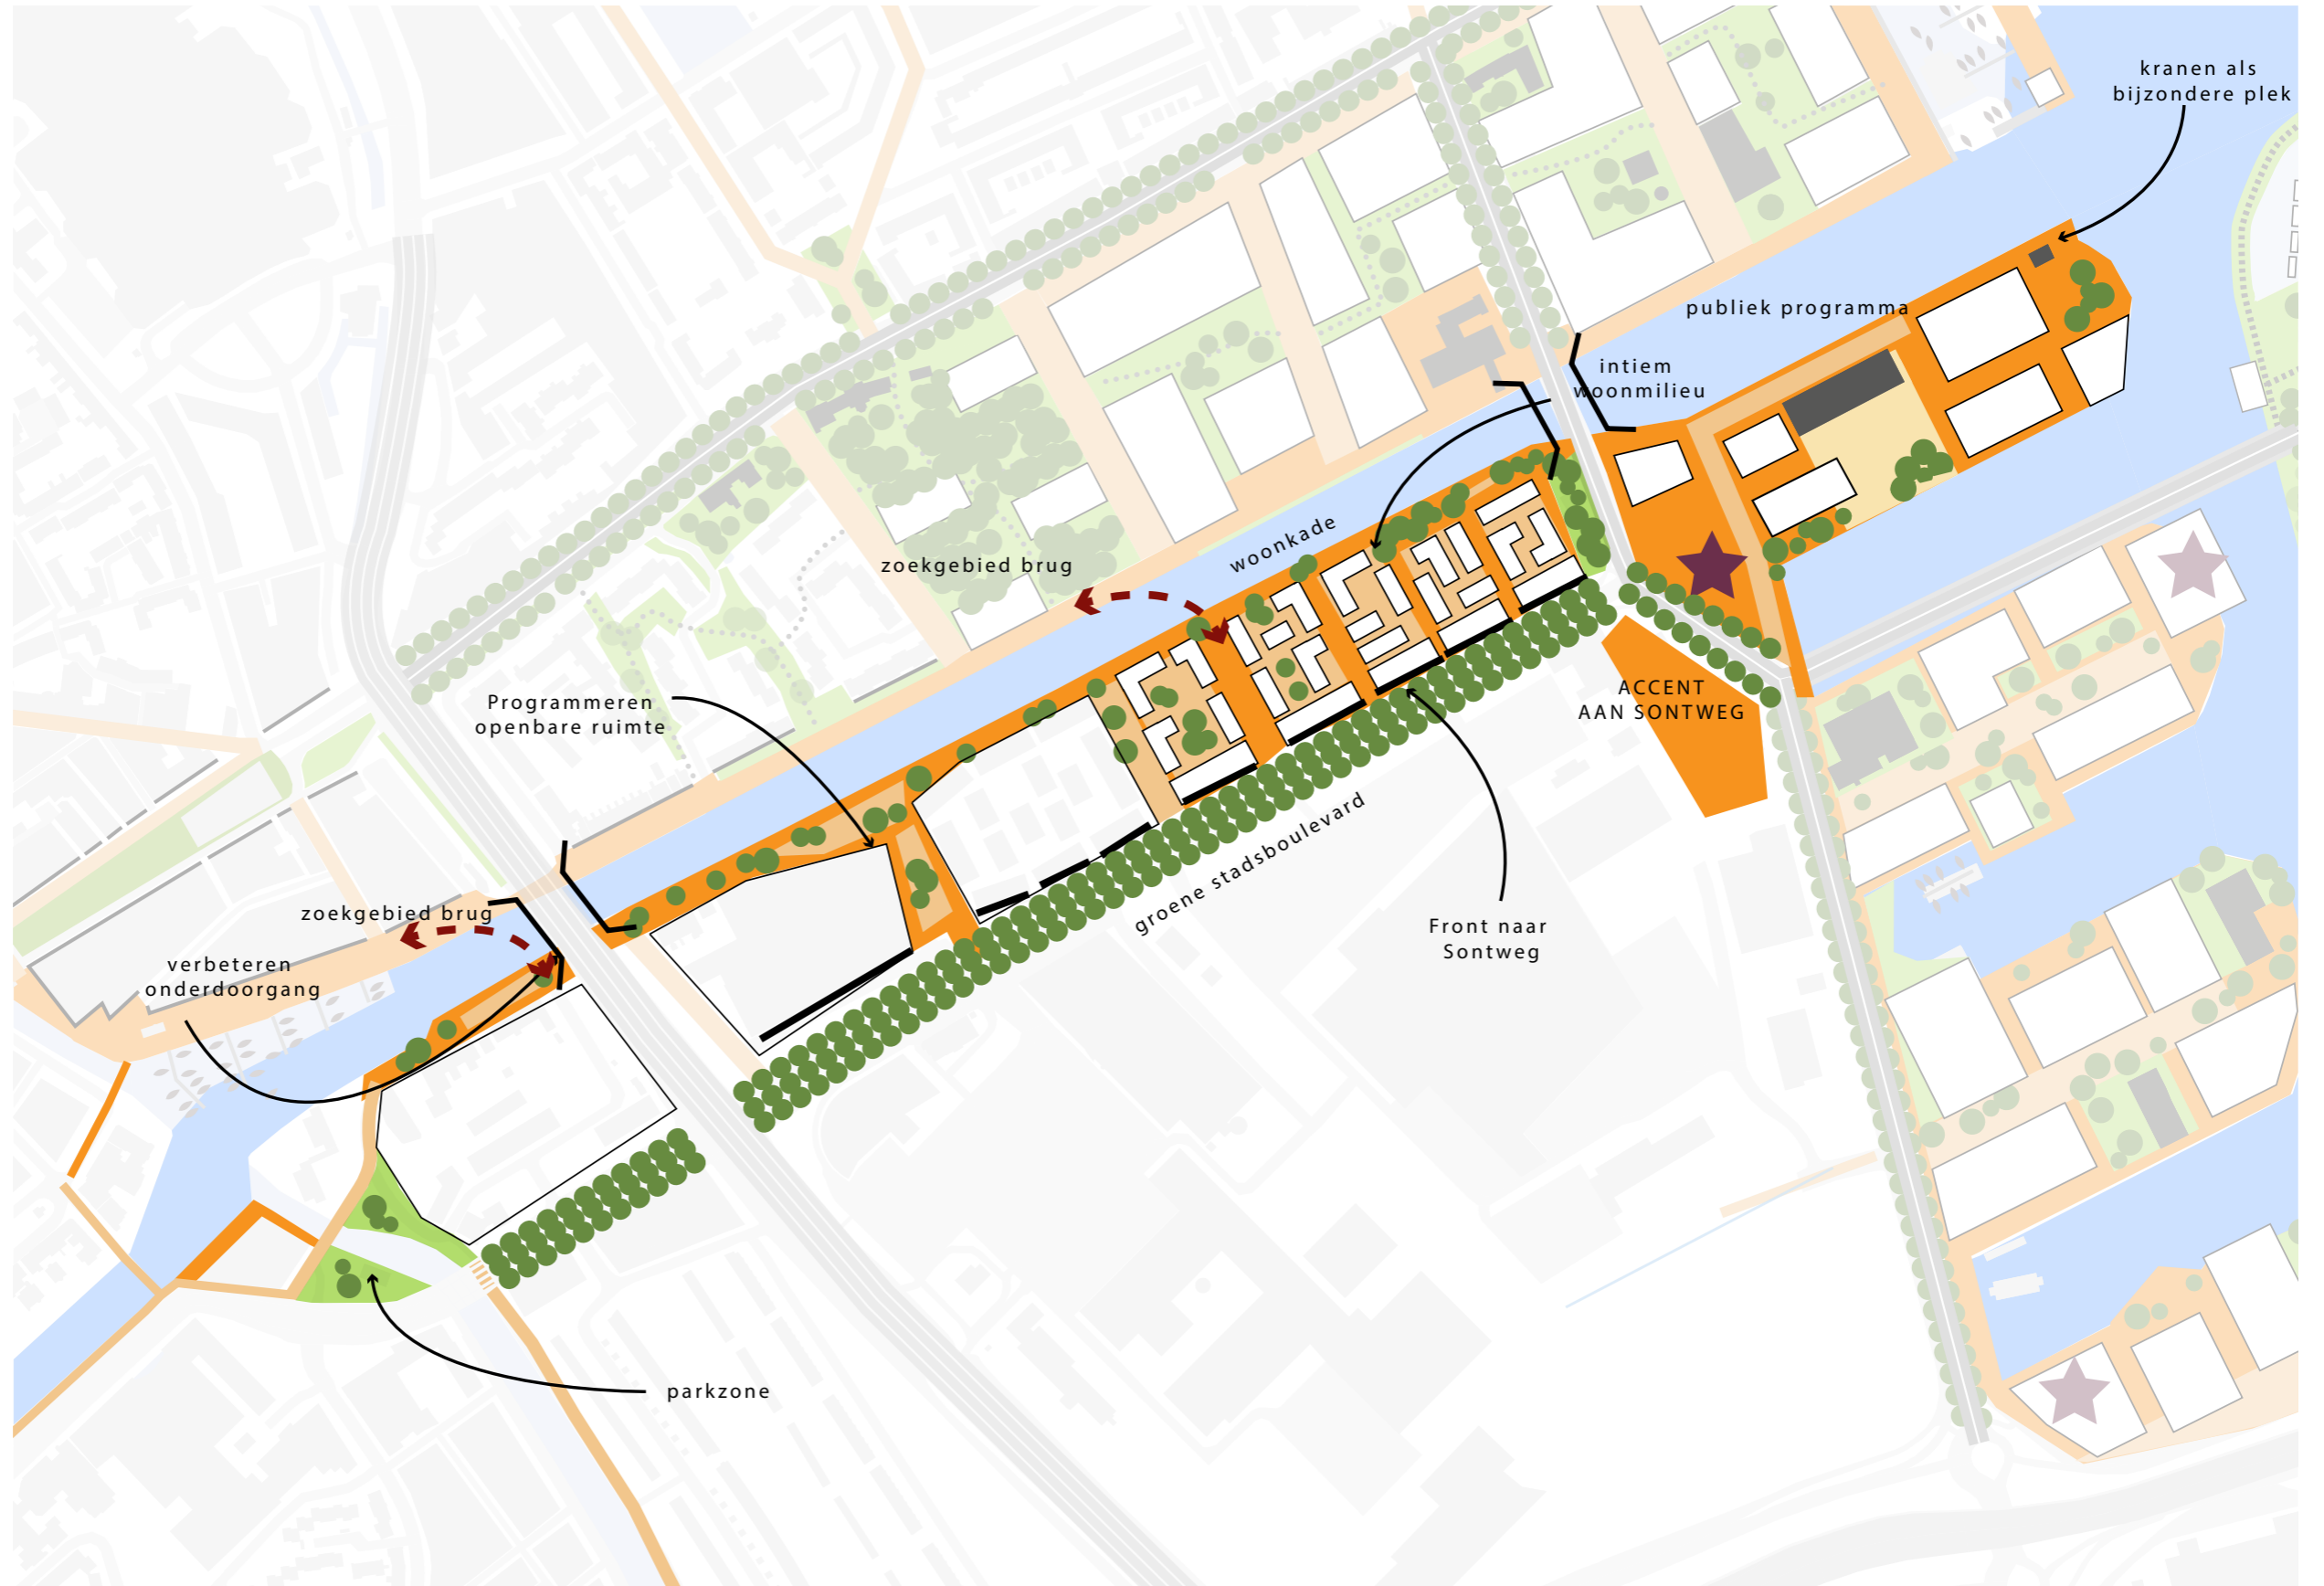 kranen als
bijzondere plek
publiek programma
intiem
woonmilieu
woonkade
zoekgebied brug
Programmeren
openbare ruimte
ACCENT
AAN SONTWEG
groene stadsboulevard
Front naar
Sontweg
zoekgebied brug
verbeteren
onderdoorgang
parkzone